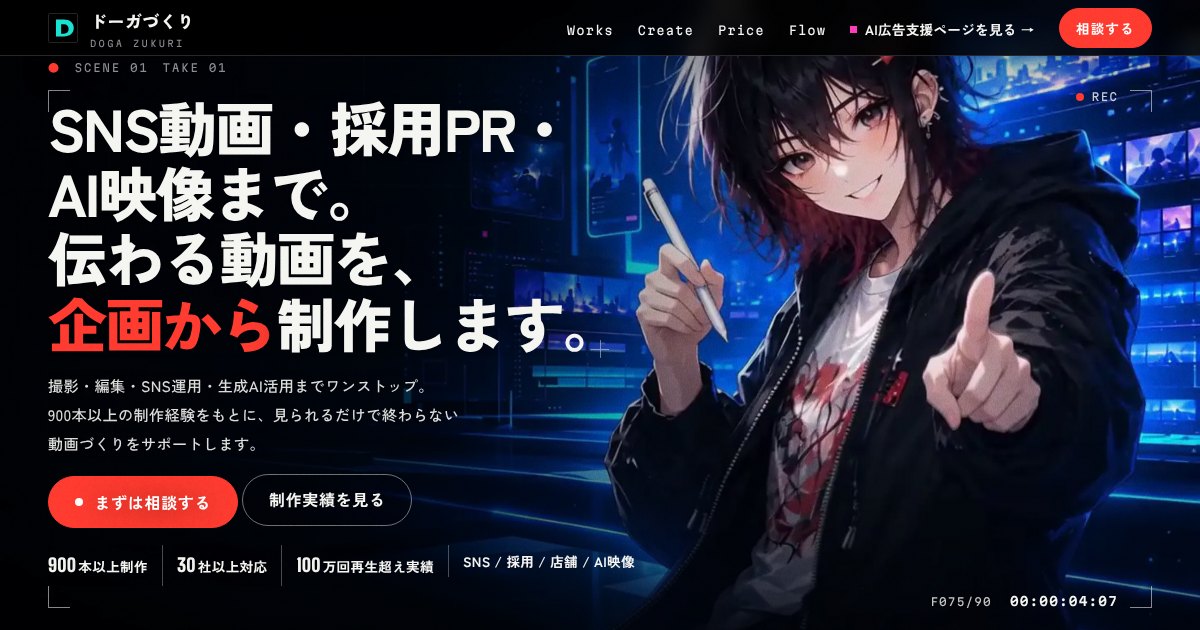 D
ドーガづくり
DOGA ZUKURI
Works
Create
Price
Flow
AI広告支援ページを見る →
相談する
SCENE 01 TAKE 01
REC
SNS動画・採用PR・
AI映像まで。
伝わる動画を、
企画から制作します。
撮影・編集・SNS運用・生成AI活用までワンストップ。
900本以上の制作経験をもとに、見られるだけで終わらない
動画づくりをサポートします。
まずは相談する
制作実績を見る
900本以上制作
30社以上対応
100万回再生超え実績
SNS / 採用 / 店舗 / AI映像
F075/90 00:00:04:07